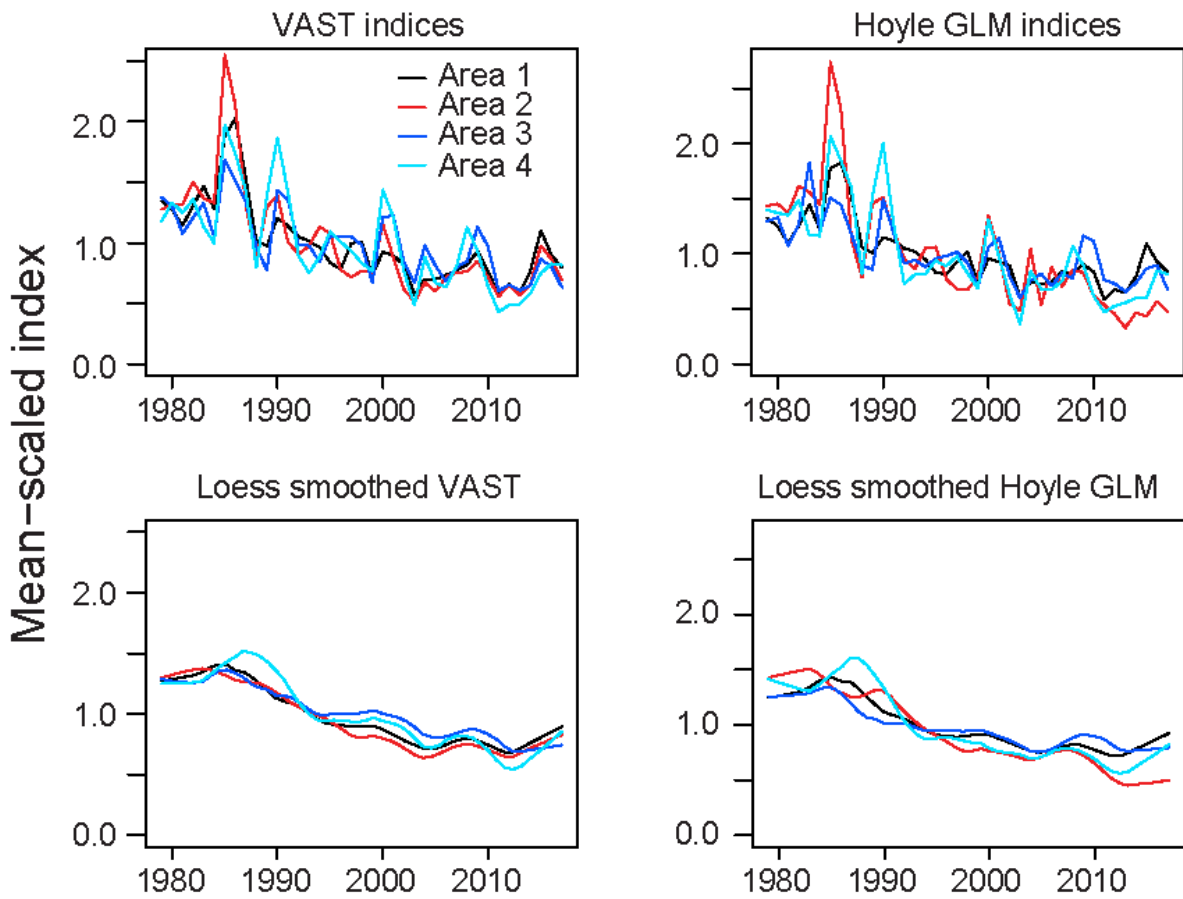 Mean-scaled index
VAST indices
Area 1
Area 2
Area 3
Area 4
2.0
1.0
0.0
1980 1990 2000 2010
Hoyle GLM indices
2.0
1.0
0.0
1980 1990 2000 2010
Loess smoothed VAST
2.0
1.0
0.0
1980 1990 2000 2010
Loess smoothed Hoyle GLM
2.0
1.0
0.0
1980 1990 2000 2010